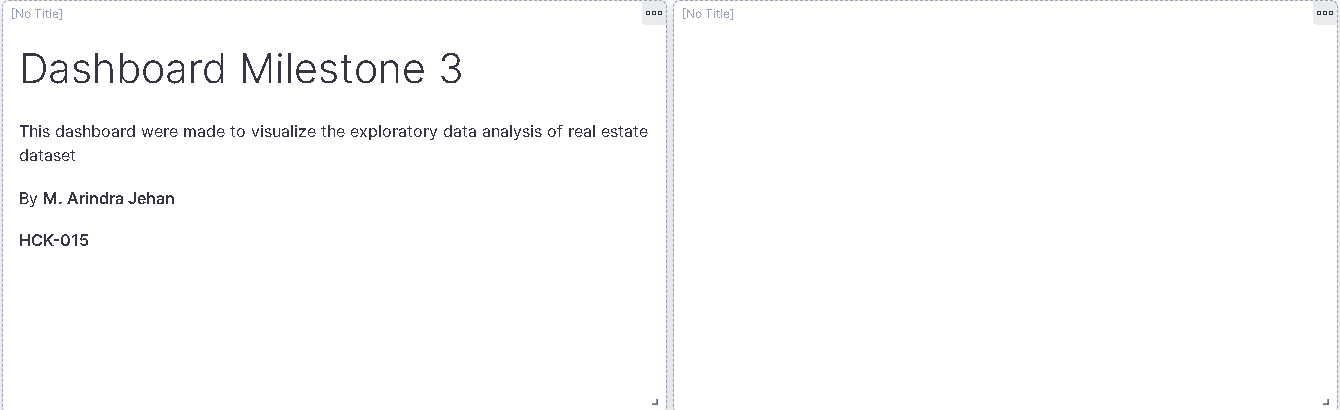 [No Title]
Dashboard Milestone 3
This dashboard were made to visualize the exploratory data analysis of real estate
dataset
By M. Arindra Jehan
HCK-015
[No Title]